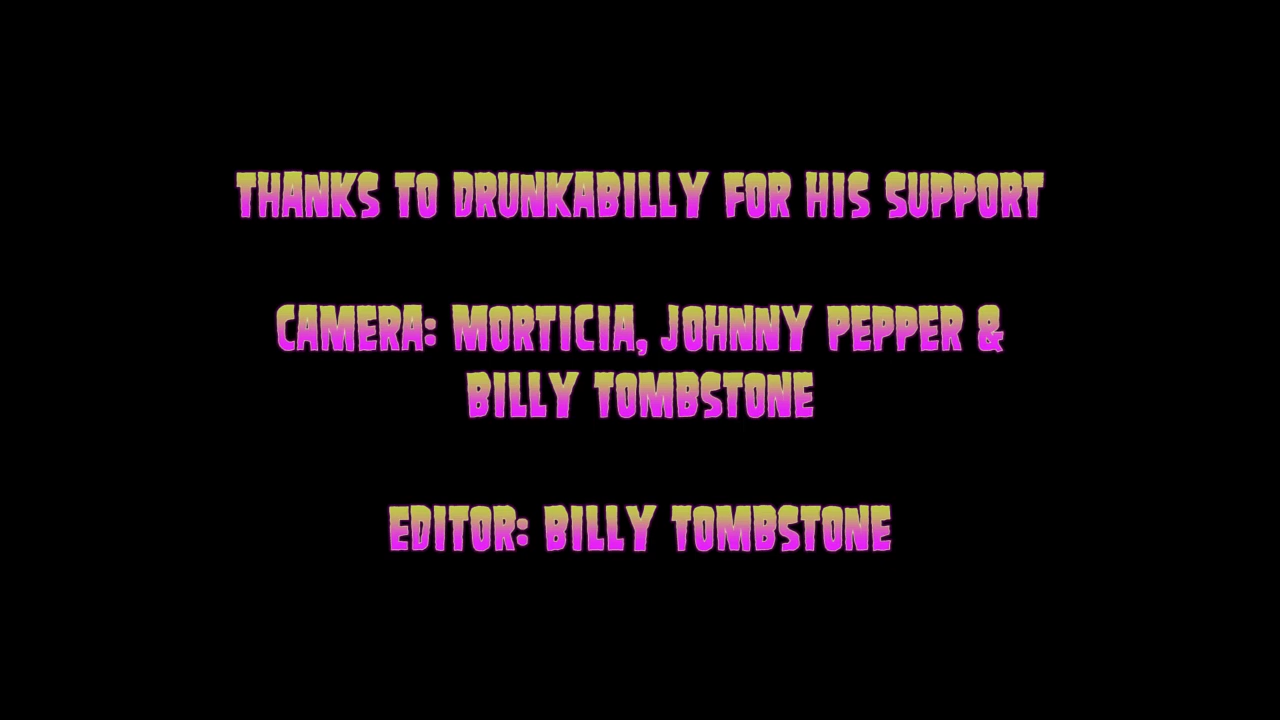 THANKS TO DRUNKABILLY FOR HIS SUPPORT
CAMERA: MORTICIA, JOHNNY PEPPER &
BILLY TOMBSTONE
EDITOR: BILLY TOMBSTONE